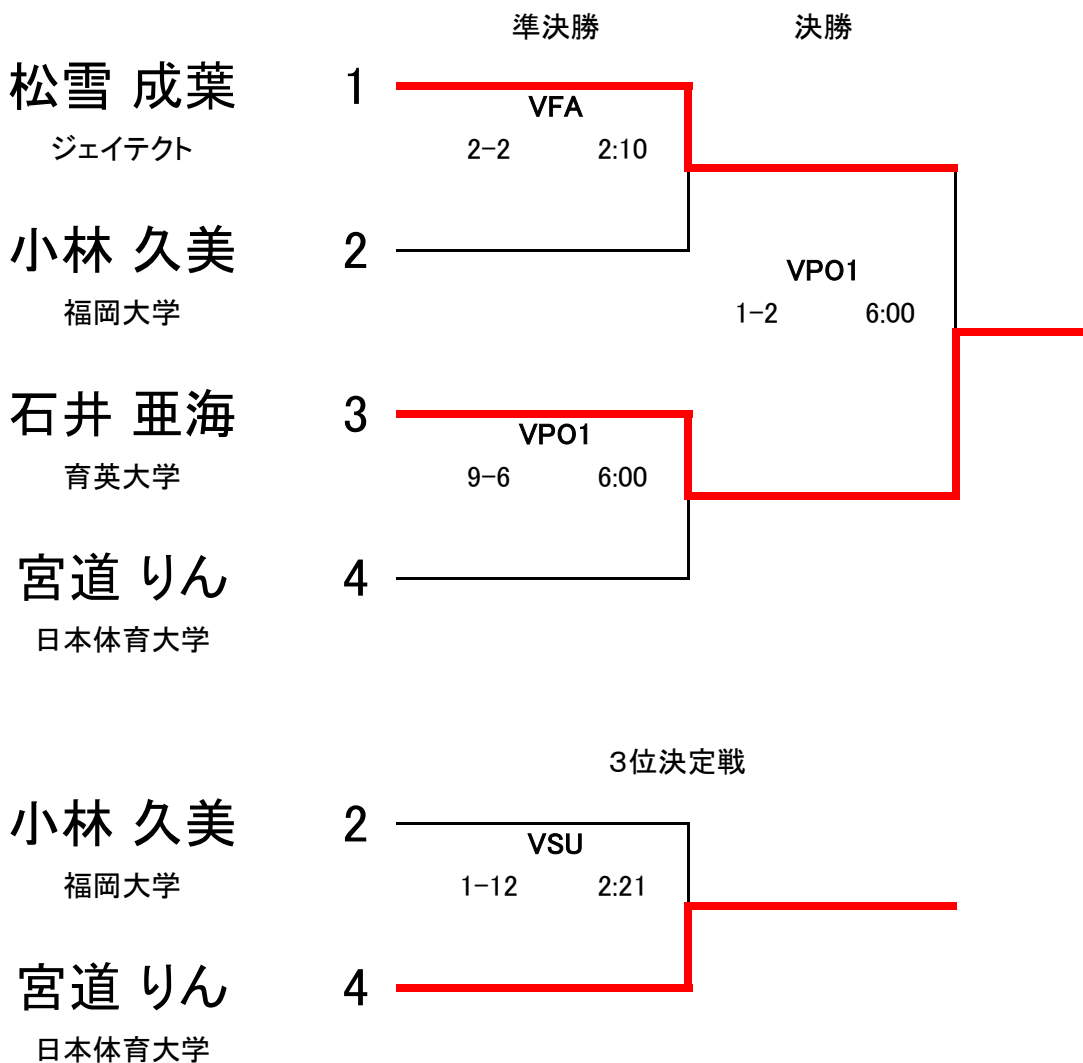 準決勝 決勝
松雪 成葉 1
VFA
ジェイテクト 2-2 2:10
小林 久美 2
VPO1
福岡大学 1-2 6:00
石井 亜海 3
VPO1
育英大学 9-6 6:00
宮道 りん 4
日本体育大学
３位決定戦
小林 久美 2
VSU
福岡大学 1-12 2:21
宮道 りん 4
日本体育大学